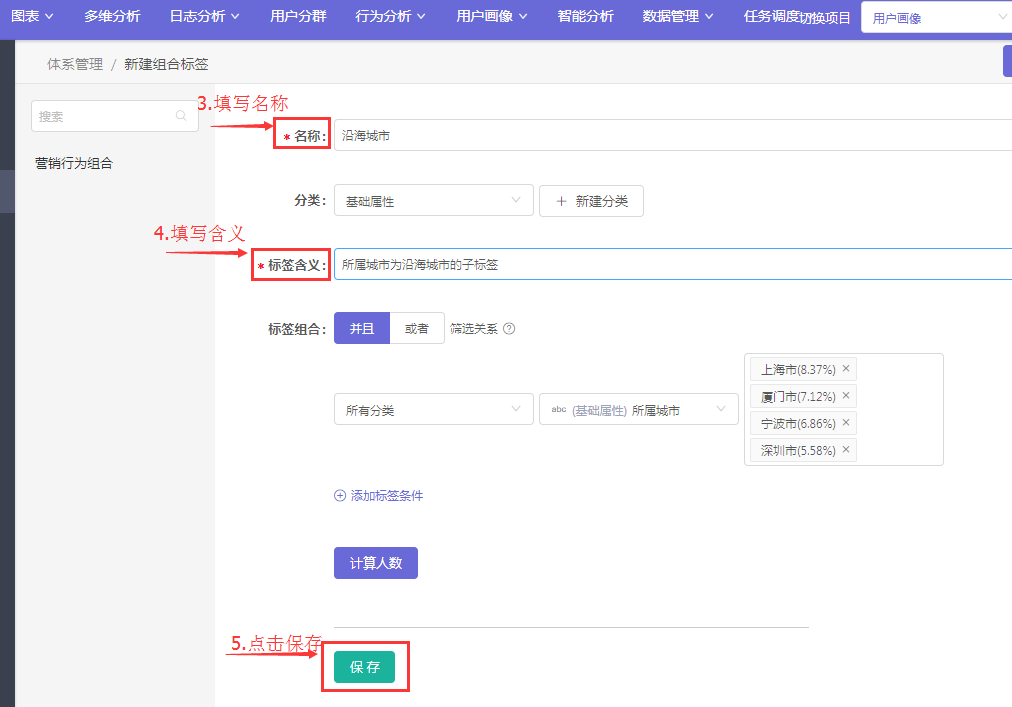 图表 多维分析 日志分析 用户分群 行为分析 用户画像 智能分析 数据管理 任务调度切换项目 用户画像
体系管理 / 新建组合标签
搜索
营销行为组合
3.填写名称
* 名称: 沿海城市
分类: 基础属性 + 新建分类
4.填写含义
* 标签含义: 所属城市为沿海城市的子标签
标签组合: 并且 或者 筛选关系 ?
所有分类 abc (基础属性) 所属城市
上海市(8.37%) ×
厦门市(7.12%) ×
宁波市(6.86%) ×
深圳市(5.58%) ×
添加标签条件
计算人数
5.点击保存
保存